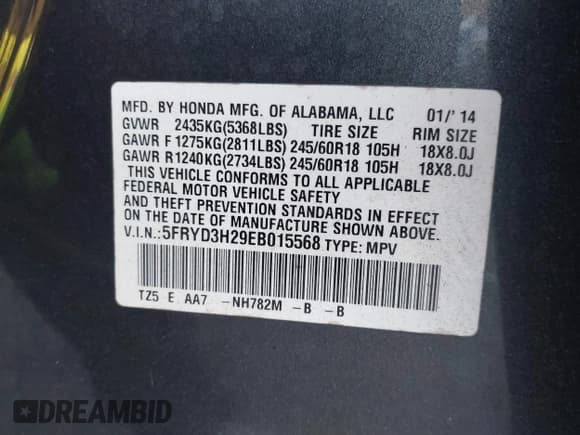 MFD. BY HONDA MFG. OF ALABAMA, LLC 01/' 14
GVWR 2435KG(5368LBS) TIRE SIZE RIM SIZE
GAWR F 1275KG(2811LBS) 245/60R18 105H 18X8.0J
GAWR R 1240KG(2734LBS) 245/60R18 105H 18X8.0J
THIS VEHICLE CONFORMS TO ALL APPLICABLE
FEDERAL MOTOR VEHICLE SAFETY
AND THEFT PREVENTION STANDARDS IN EFFECT
ON THE DATE OF MANUFACTURE SHOWN ABOVE.
V.I.N.:5FRYD3H29EB015568 TYPE: MPV
TZ5 E AA7 -NH782M -B -B
DREAMBID